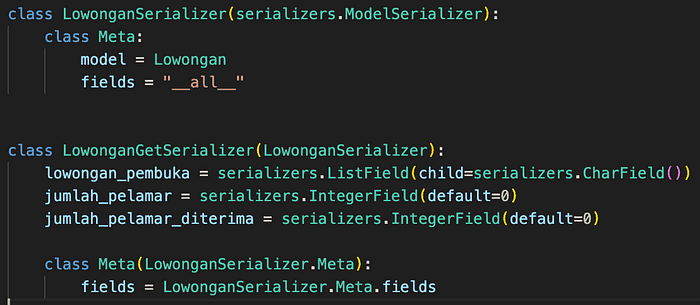 class LowonganSerializer(serializers.ModelSerializer):
    class Meta:
        model = Lowongan
        fields = "__all__"
class LowonganGetSerializer(LowonganSerializer):
    lowongan_pembuka = serializers.ListField(child=serializers.CharField())
    jumlah_pelamar = serializers.IntegerField(default=0)
    jumlah_pelamar_diterima = serializers.IntegerField(default=0)
    class Meta(LowonganSerializer.Meta):
        fields = LowonganSerializer.Meta.fields